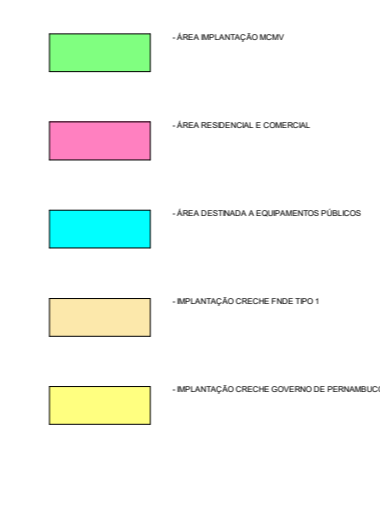 - ÁREA IMPLANTAÇÃO MCMV
- ÁREA RESIDENCIAL E COMERCIAL
- ÁREA DESTINADA A EQUIPAMENTOS PÚBLICOS
- IMPLANTAÇÃO CRECHE FNDE TIPO 1
- IMPLANTAÇÃO CRECHE GOVERNO DE PERNAMBUCO